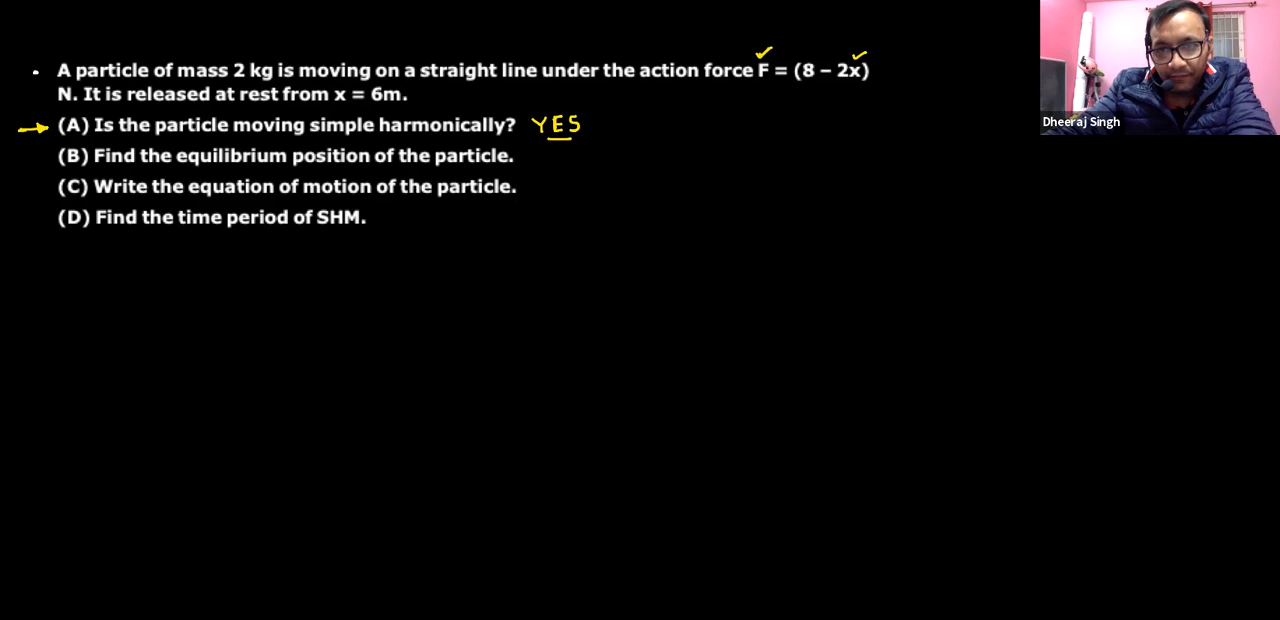 . A particle of mass 2 kg is moving on a straight line under the action force F = (8 – 2x)
N. It is released at rest from x = 6m.
(A) Is the particle moving simple harmonically? YES
(B) Find the equilibrium position of the particle.
(C) Write the equation of motion of the particle.
(D) Find the time period of SHM.
Dheeraj Singh